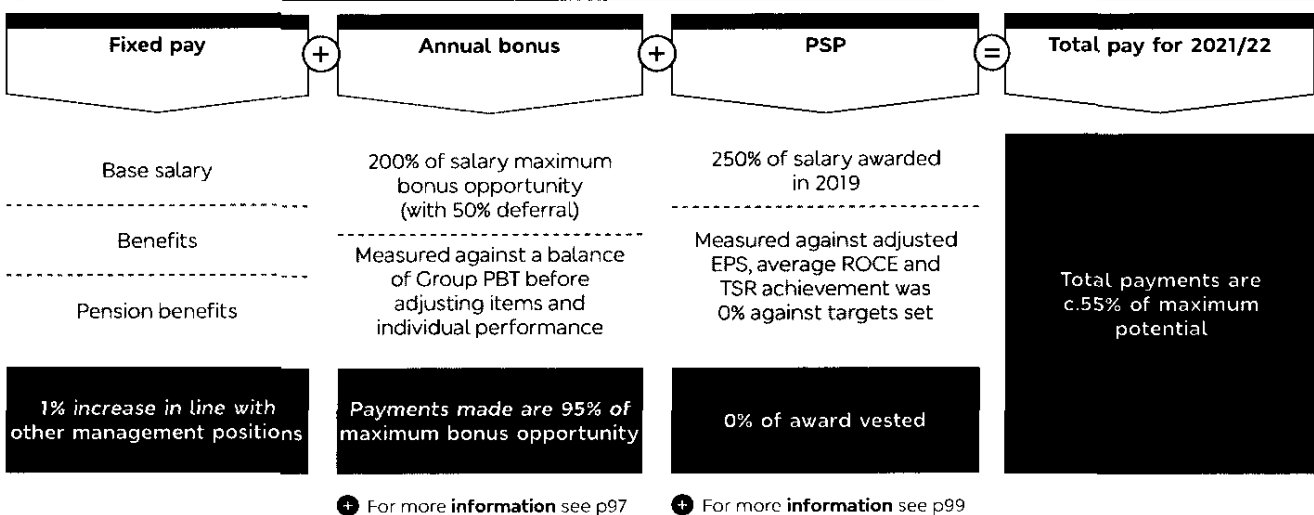 Fixed pay
+
Annual bonus
+
PSP
=
Total pay for 2021/22
Base salary
Benefits
Pension benefits
1% increase in line with
other management positions
200% of salary maximum
bonus opportunity
(with 50% deferral)
Measured against a balance
of Group PBT before
adjusting items and
individual performance
Payments made are 95% of
maximum bonus opportunity
+ For more information see p97
250% of salary awarded
in 2019
Measured against adjusted
EPS, average ROCE and
TSR achievement was
0% against targets set
0% of award vested
+ For more information see p99
Total payments are
c.55% of maximum
potential